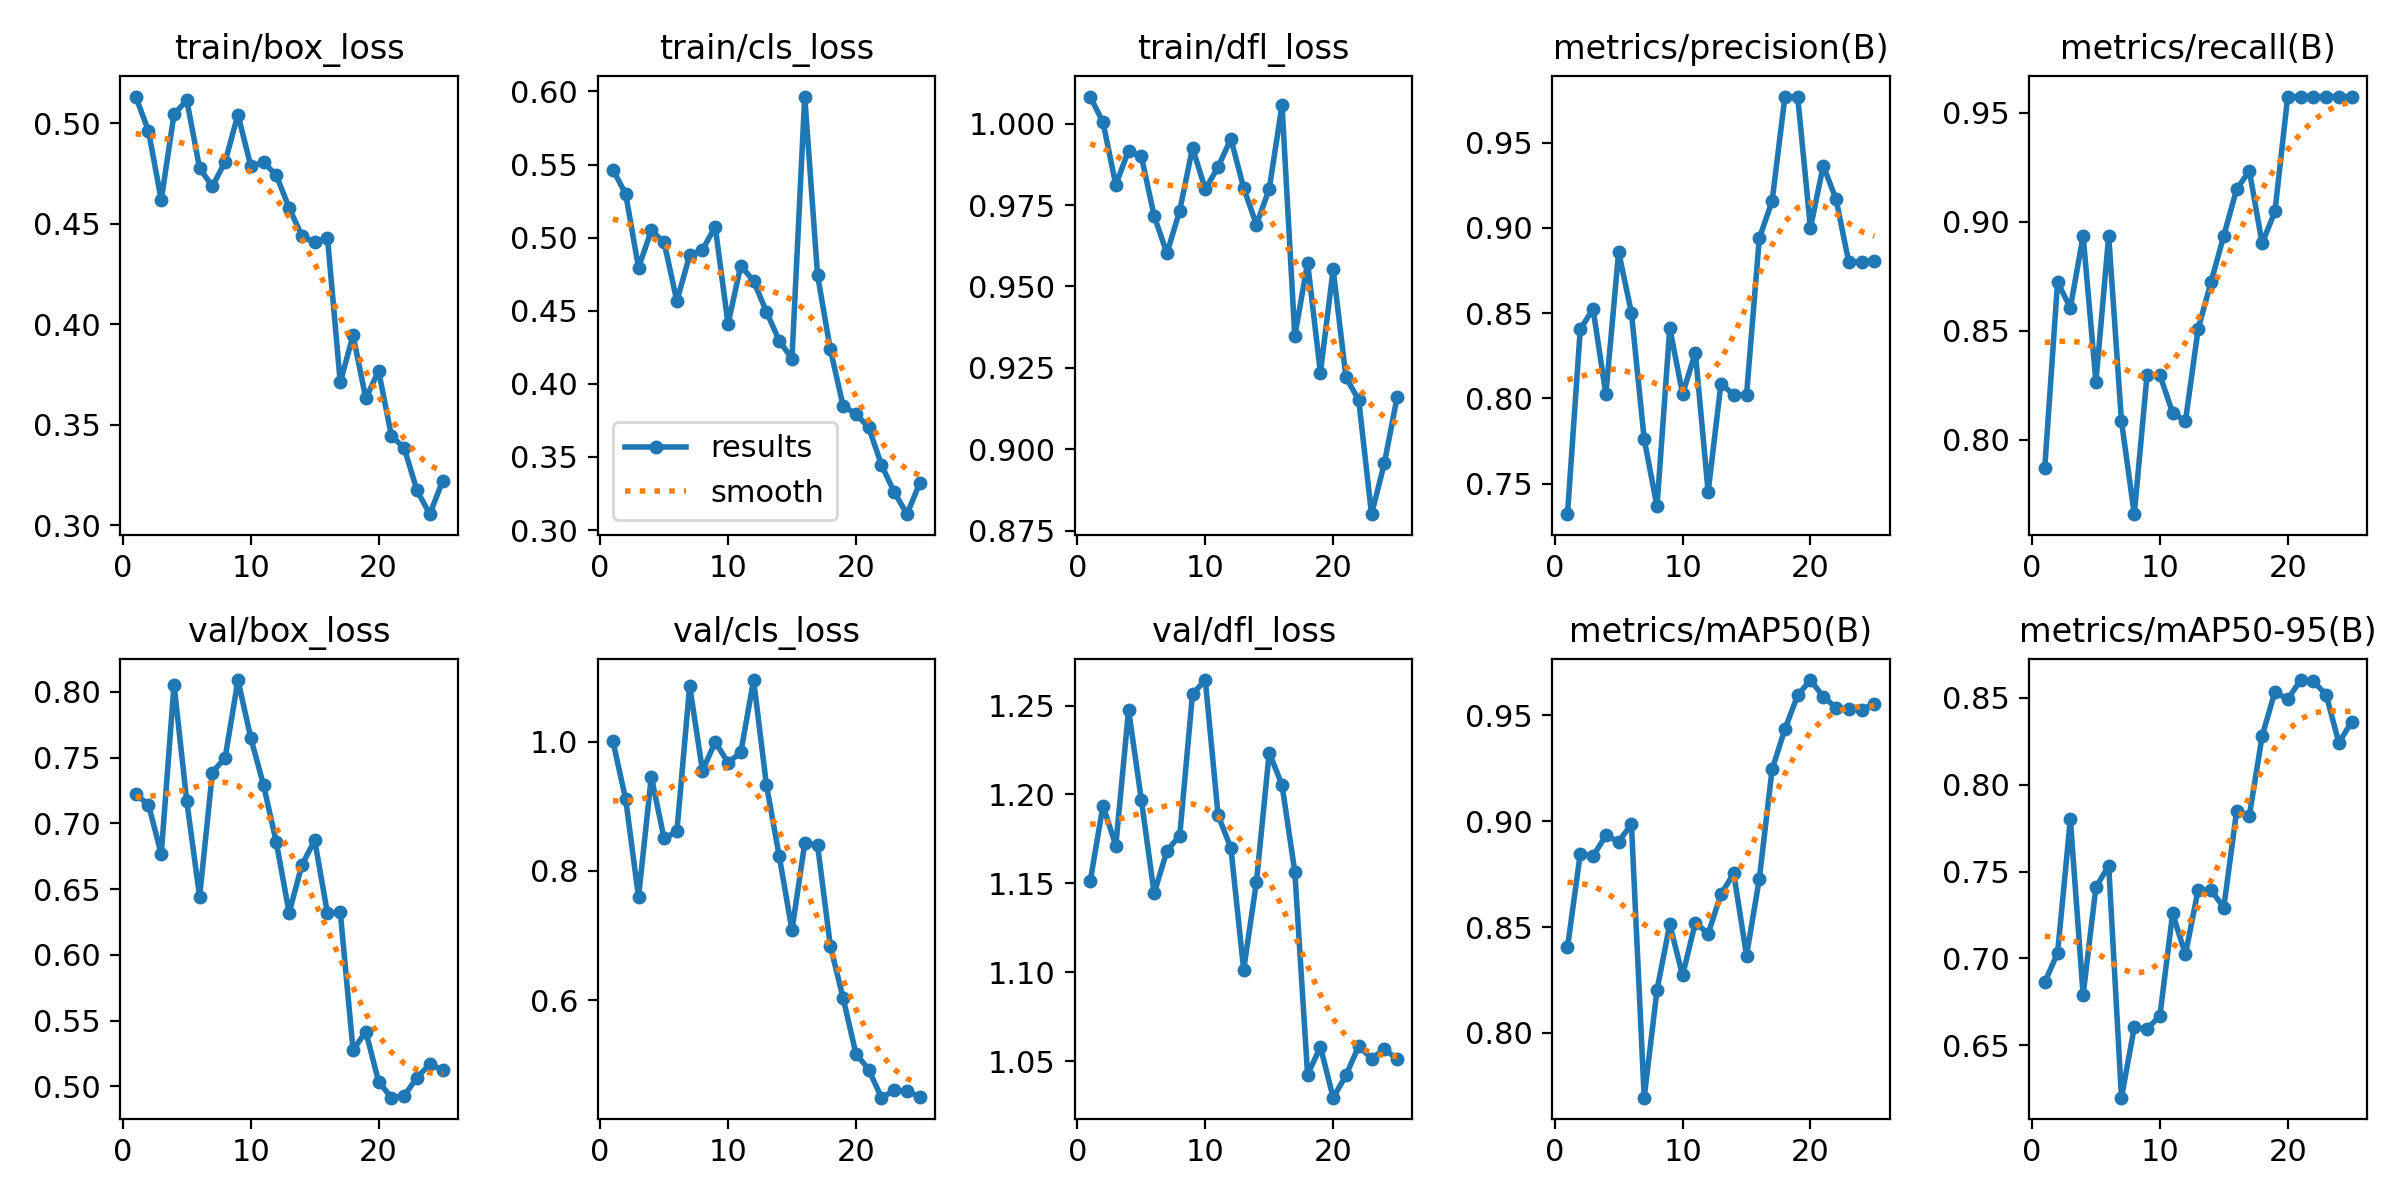 train/box_loss
0.50
0.45
0.40
0.35
0.30
0 10 20
train/cls_loss
0.60
0.55
0.50
0.45
0.40
0.35
0.30
results
smooth
0 10 20
train/dfl_loss
1.000
0.975
0.950
0.925
0.900
0.875
0 10 20
metrics/precision(B)
0.95
0.90
0.85
0.80
0.75
0 10 20
metrics/recall(B)
0.95
0.90
0.85
0.80
0 10 20
val/box_loss
0.80
0.75
0.70
0.65
0.60
0.55
0.50
0 10 20
val/cls_loss
1.0
0.8
0.6
0 10 20
val/dfl_loss
1.25
1.20
1.15
1.10
1.05
0 10 20
metrics/mAP50(B)
0.95
0.90
0.85
0.80
0 10 20
metrics/mAP50-95(B)
0.85
0.80
0.75
0.70
0.65
0 10 20